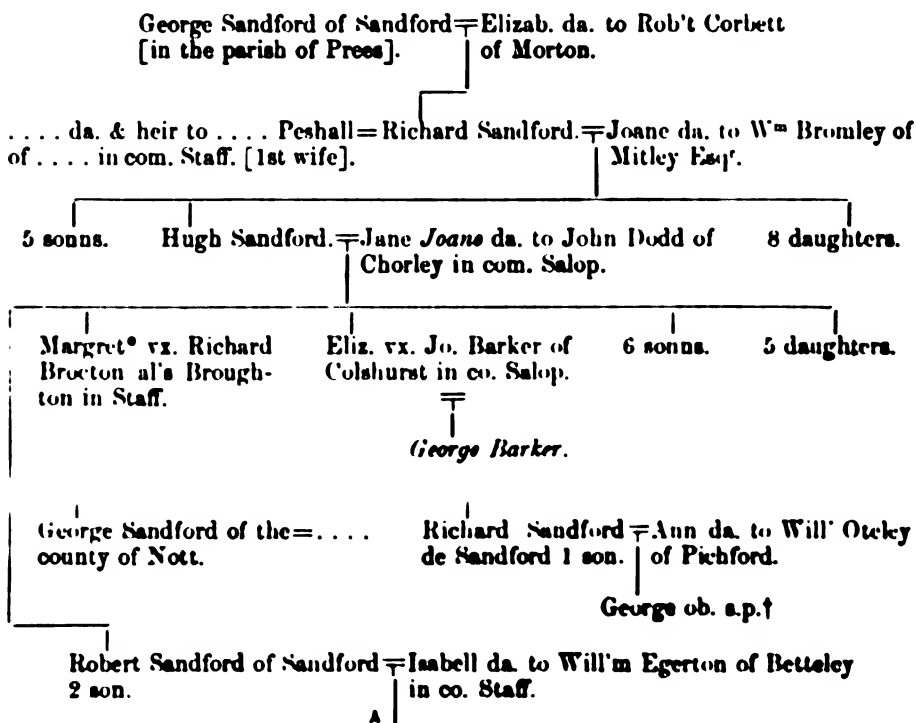 George Sandford of Sandford = Elizab. da. to Rob't Corbett
[in the parish of Prees]. of Morton.
. . . . da. & heir to . . . . Peshall = Richard Sandford. = Joane da. to Wᵐ Bromley of
of . . . . in com. Staff. [1st wife]. Mitley Esqʳ.
5 sonns. Hugh Sandford. = Jane Joane da. to John Dodd of 8 daughters.
Chorley in com. Salop.
Margret* vx. Richard Eliz. vx. Jo. Barker of 6 sonns. 5 daughters.
Brocton al's Brough- Colshurst in co. Salop.
ton in Staff.
George Barker.
George Sandford of the = . . . . Richard Sandford = Ann da. to Will' Oteley
county of Nott. de Sandford 1 son. of Pichford.
George ob. s.p.†
Robert Sandford of Sandford = Isabell da. to Will'm Egerton of Betteley
2 son. in co. Staff.
A